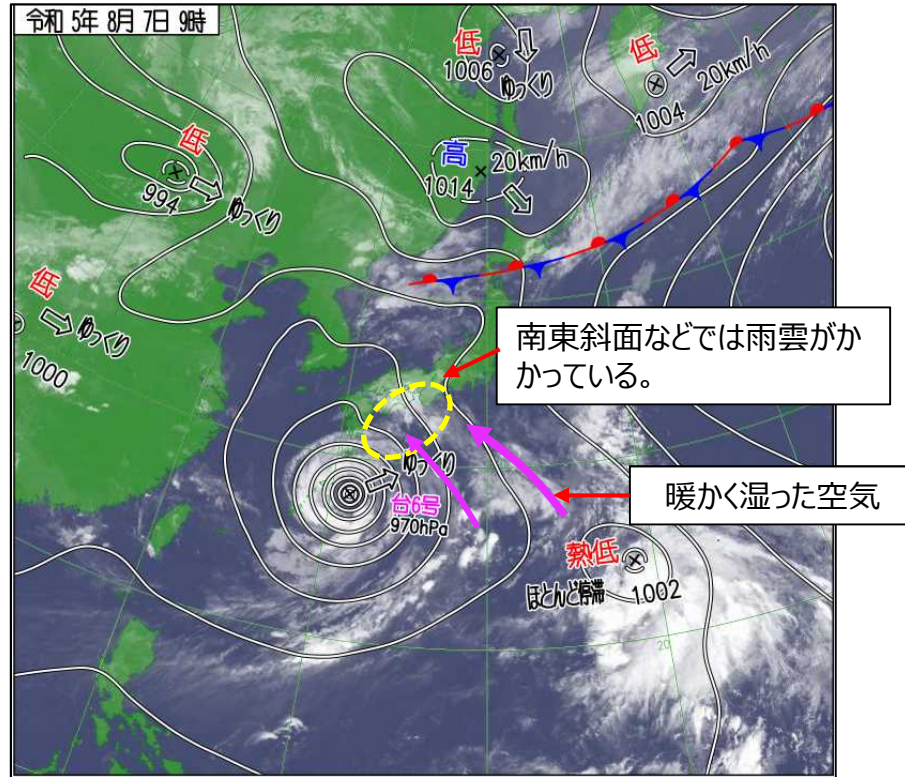 令和 5年 8月 7日 9時
低
1006
ゆっくり
低
20km/h
1004
低
994
ゆっくり
高
1014
20km/h
低
ゆっくり
1000
南東斜面などでは雨雲がか
かっている。
ゆっくり
台6号
970hPa
暖かく湿った空気
熱低
ほとんど停滞 1002
20